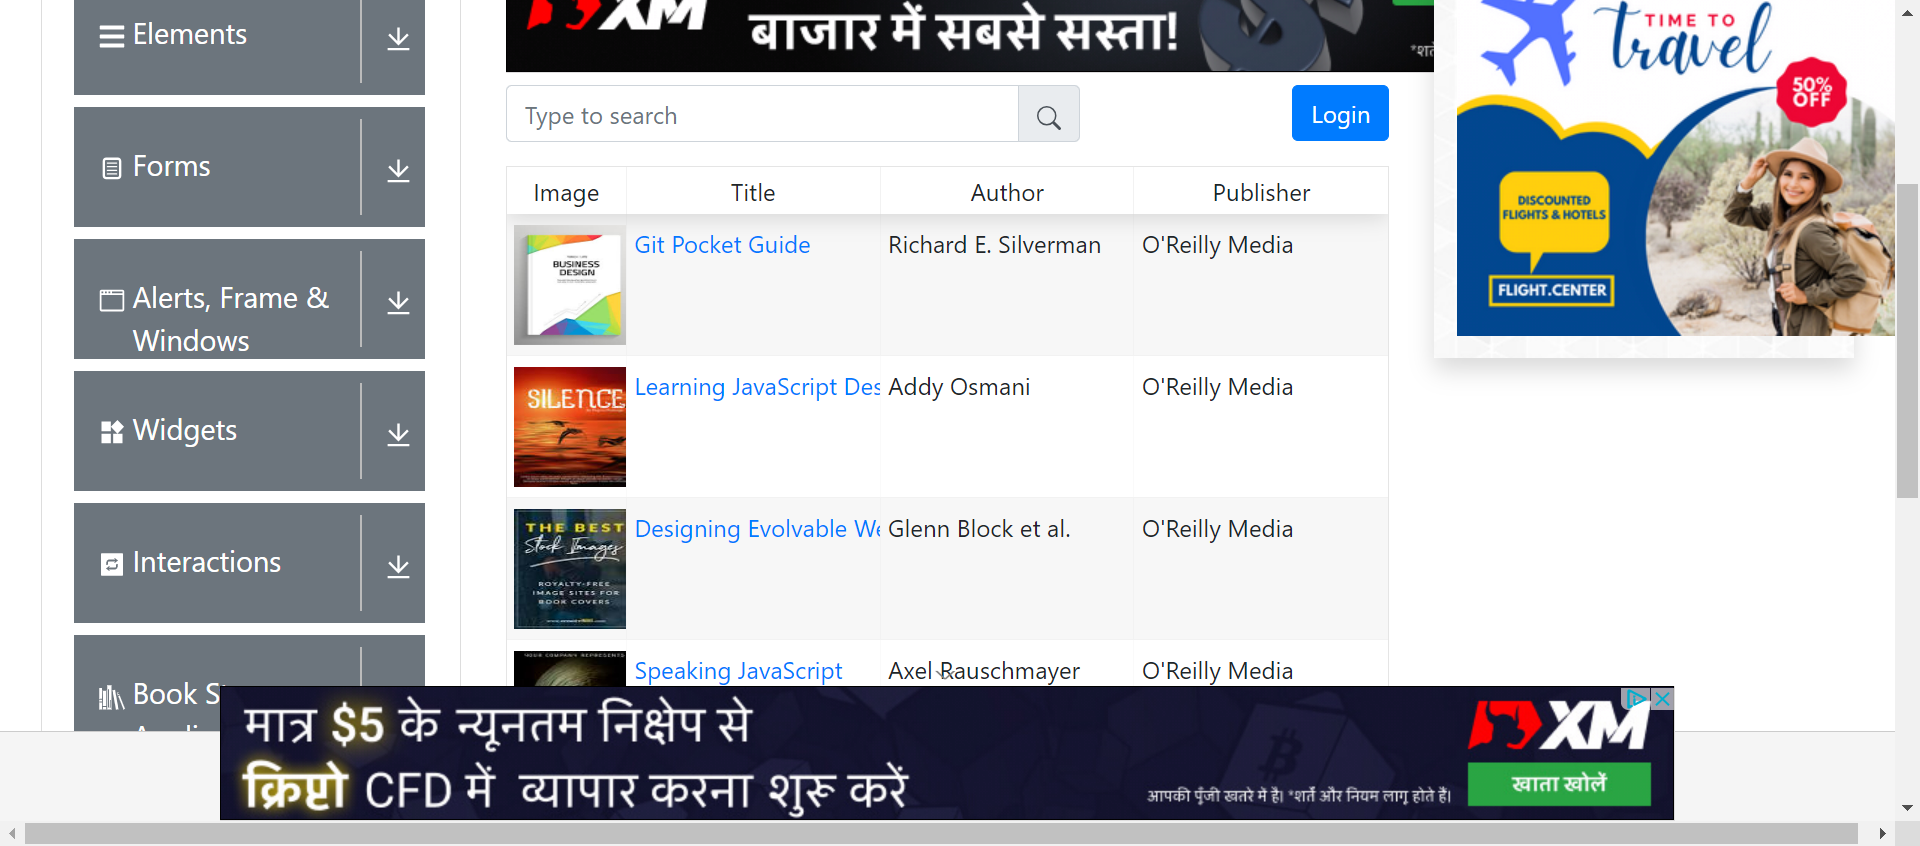 Elements
Forms
Alerts, Frame &
Windows
Widgets
Interactions
Book S
XM
बाजार में सबसे सस्ता!
Type to search
Login
Image Title Author Publisher
BUSINESS
DESIGN
Git Pocket Guide Richard E. Silverman O'Reilly Media
SILENCE
Learning JavaScript Des Addy Osmani O'Reilly Media
THE BEST
Stock Images
ROYALTY-FREE
IMAGE SITES FOR
BOOK COVERS
Designing Evolvable We Glenn Block et al. O'Reilly Media
YOUR COMPANY REPRESENTS
Speaking JavaScript Axel Rauschmayer O'Reilly Media
TIME TO
travel
50%
OFF
DISCOUNTED
FLIGHTS & HOTELS
FLIGHT.CENTER
मात्र $5 के न्यूनतम निक्षेप से
क्रिप्टो CFD में व्यापार करना शुरू करें
आपकी पूँजी खतरे में है। *शर्तें और नियम लागू होते हैं।
XM
खाता खोलें